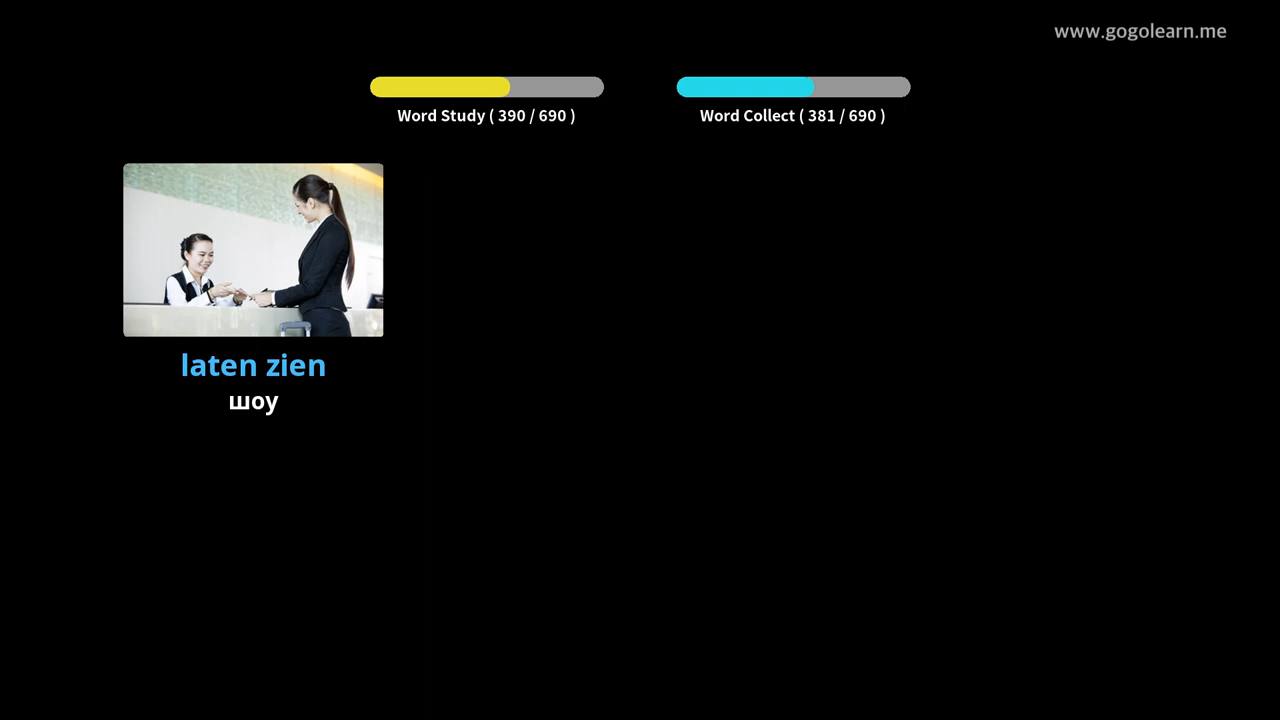 www.gogolearn.me
Word Study ( 390 / 690 )
Word Collect ( 381 / 690 )
laten zien
шоу